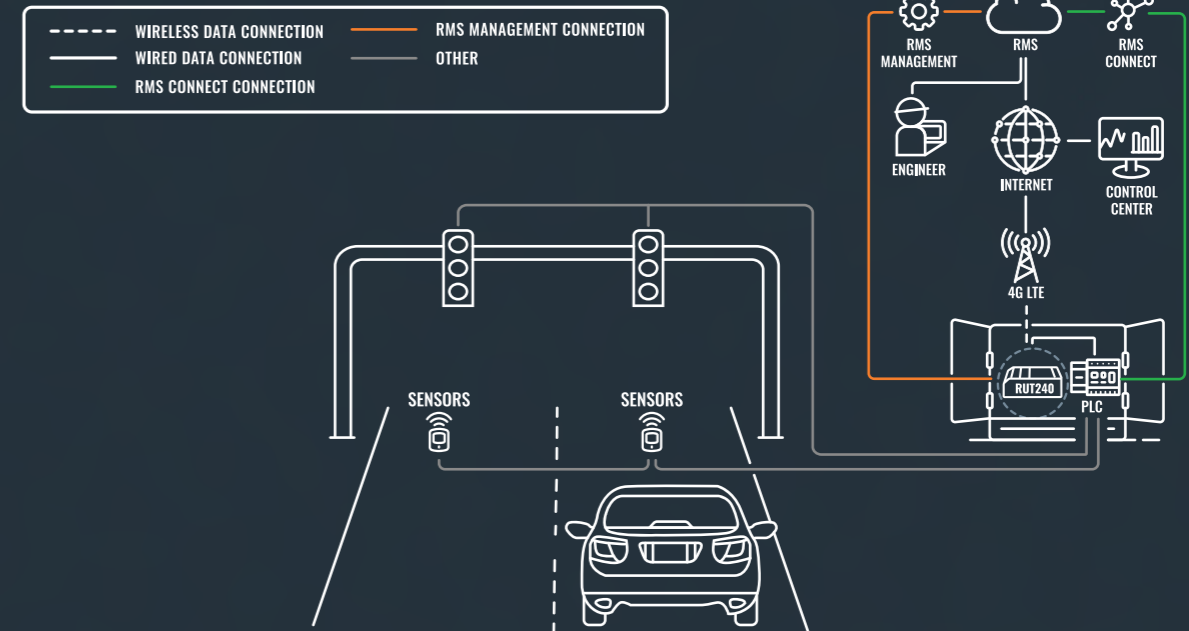 WIRELESS DATA CONNECTION
RMS MANAGEMENT CONNECTION
WIRED DATA CONNECTION
OTHER
RMS CONNECT CONNECTION
RMS
MANAGEMENT
RMS
RMS
CONNECT
ENGINEER
INTERNET
CONTROL
CENTER
4G LTE
RUT240
PLC
SENSORS
SENSORS